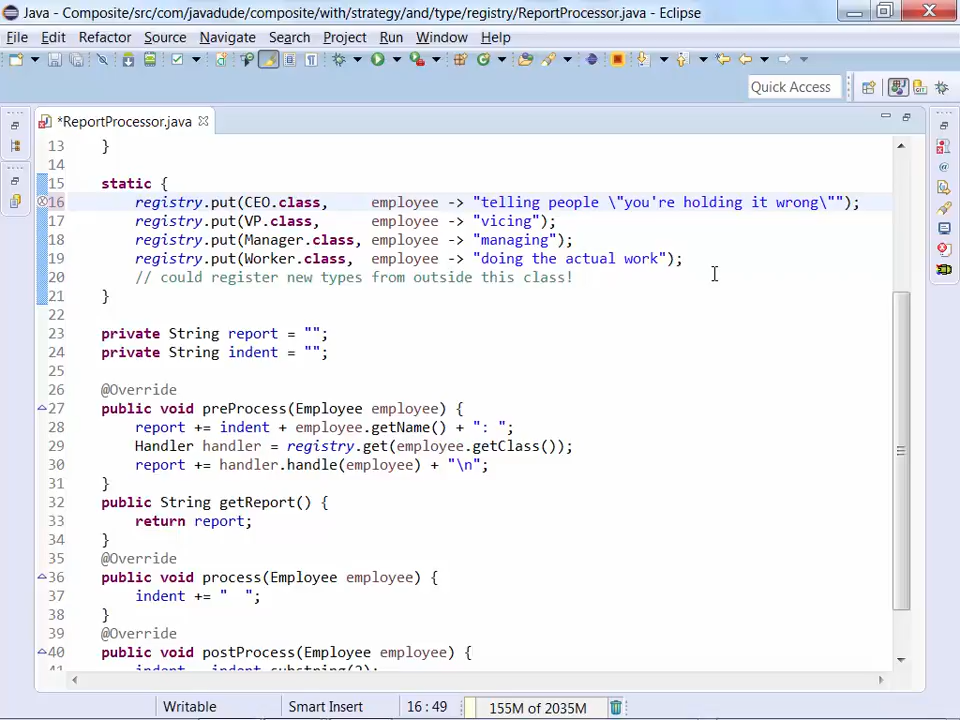 Java - Composite/src/com/javadude/composite/with/strategy/and/type/registry/ReportProcessor.java - Eclipse
File Edit Refactor Source Navigate Search Project Run Window Help
Quick Access
*ReportProcessor.java
13 }
14
15 static {
16 registry.put(CEO.class, employee -> "telling people \"you're holding it wrong\"");
17 registry.put(VP.class, employee -> "vicing");
18 registry.put(Manager.class, employee -> "managing");
19 registry.put(Worker.class, employee -> "doing the actual work");
20 // could register new types from outside this class!
21 }
22
23 private String report = "";
24 private String indent = "";
25
26 @Override
27 public void preProcess(Employee employee) {
28 report += indent + employee.getName() + ": ";
29 Handler handler = registry.get(employee.getClass());
30 report += handler.handle(employee) + "\n";
31 }
32 public String getReport() {
33 return report;
34 }
35 @Override
36 public void process(Employee employee) {
37 indent += "  ";
38 }
39 @Override
40 public void postProcess(Employee employee) {
41 indent = indent.substring(2);
Writable Smart Insert 16 : 49 155M of 2035M